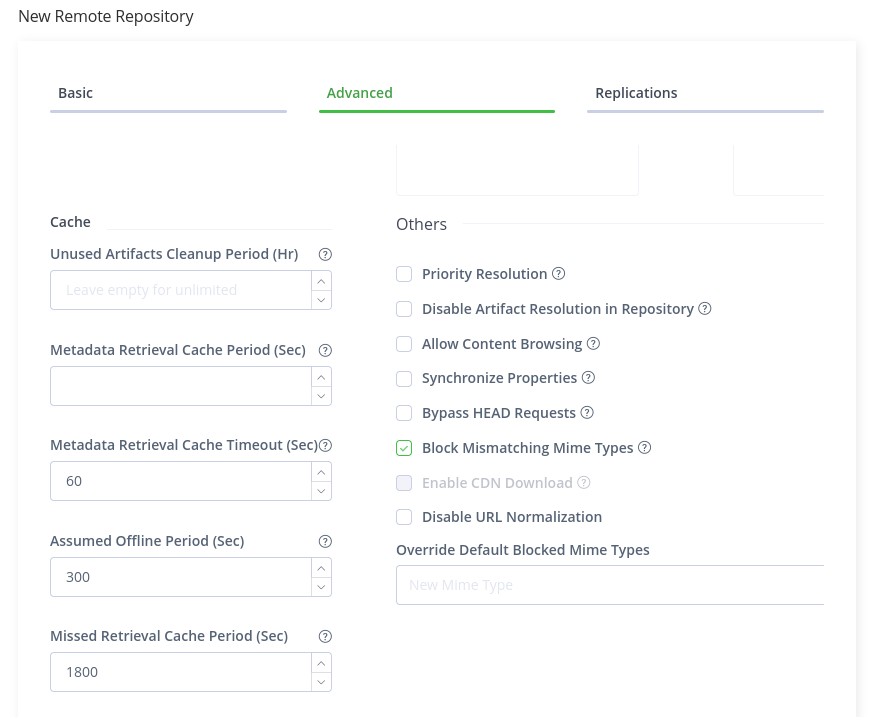 New Remote Repository
Basic
Advanced
Replications
Cache
Unused Artifacts Cleanup Period (Hr)
Leave empty for unlimited
Metadata Retrieval Cache Period (Sec)
Metadata Retrieval Cache Timeout (Sec)
60
Assumed Offline Period (Sec)
300
Missed Retrieval Cache Period (Sec)
1800
Others
Priority Resolution
Disable Artifact Resolution in Repository
Allow Content Browsing
Synchronize Properties
Bypass HEAD Requests
Block Mismatching Mime Types
Enable CDN Download
Disable URL Normalization
Override Default Blocked Mime Types
New Mime Type